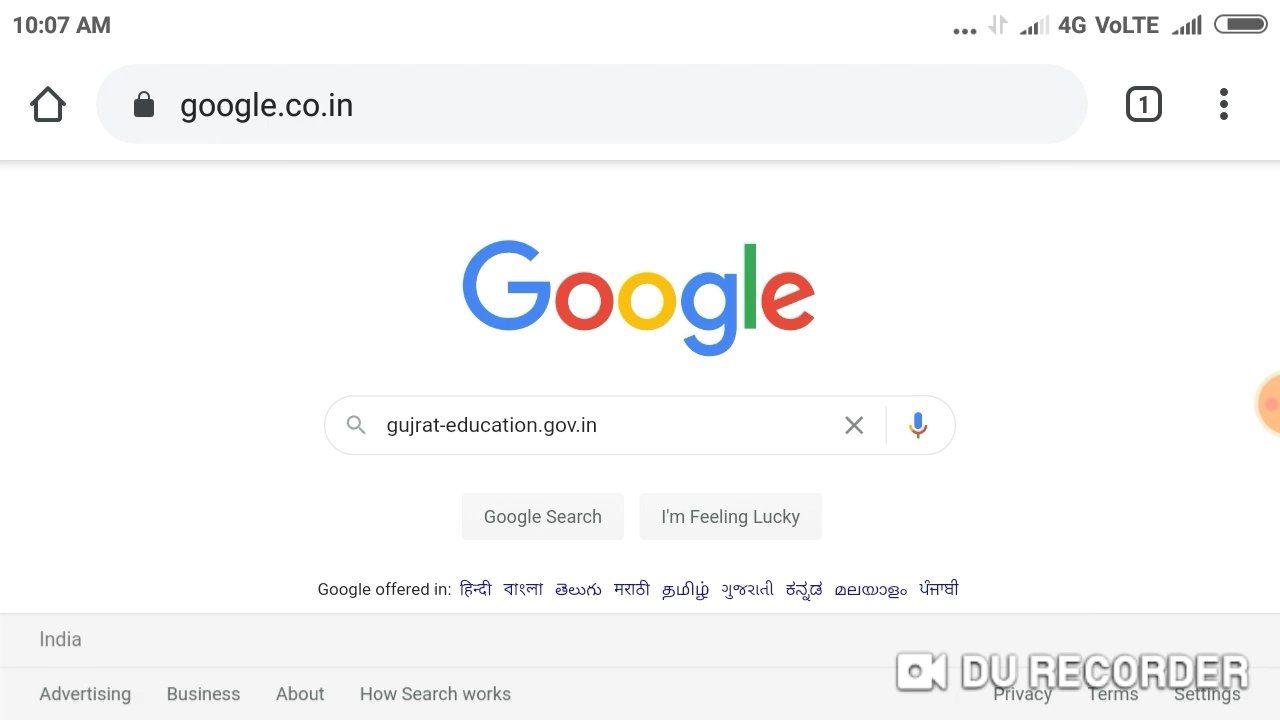 10:07 AM ... 4G VoLTE
google.co.in 1
Google
gujrat-education.gov.in
Google Search I'm Feeling Lucky
Google offered in: हिन्दी বাংলা తెలుగు मराठी தமிழ் ગુજરાતી ಕನ್ನಡ മലയാളം ਪੰਜਾਬੀ
India
DU RECORDER
Advertising Business About How Search works Privacy Terms Settings